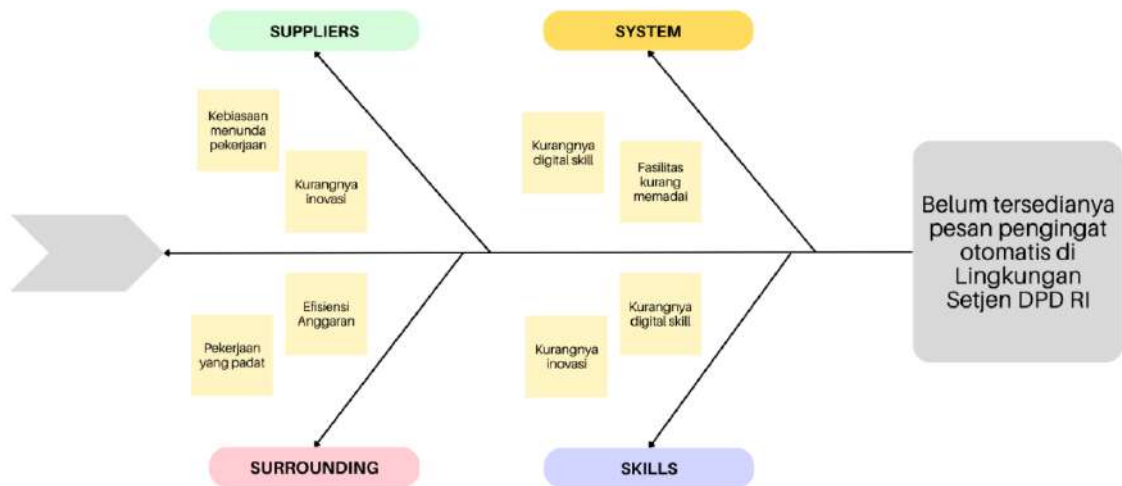 SUPPLIERS
SYSTEM
Kebiasaan
menunda
pekerjaan
Kurangnya
inovasi
Kurangnya
digital skill
Fasilitas
kurang
memadai
Belum tersedianya
pesan pengingat
otomatis di
Lingkungan
Setjen DPD RI
Efisiensi
Anggaran
Pekerjaan
yang padat
Kurangnya
digital skill
Kurangnya
inovasi
SURROUNDING
SKILLS